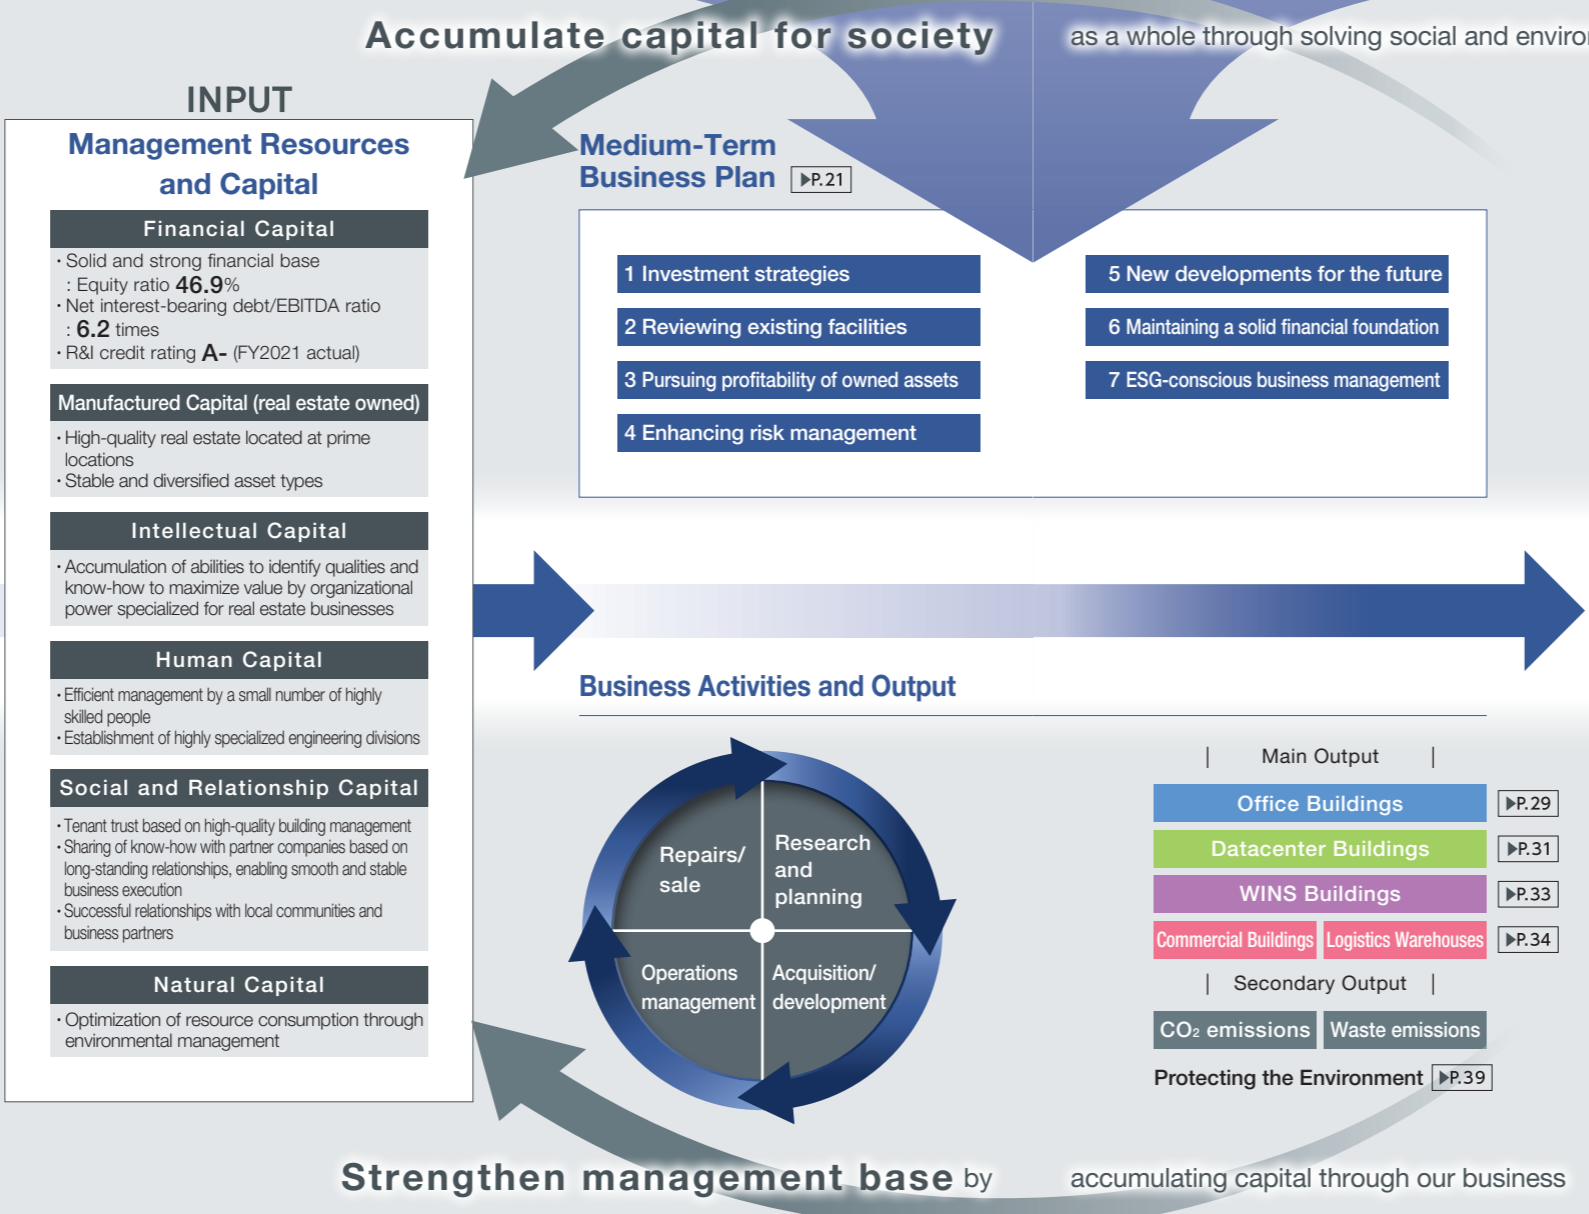 Accumulate capital for society as a whole through solving social and
INPUT
Management Resources
and Capital
Financial Capital
・Solid and strong financial base
: Equity ratio 46.9%
・Net interest-bearing debt/EBITDA ratio
: 6.2 times
・R&I credit rating A- (FY2021 actual)
Manufactured Capital (real estate owned)
・High-quality real estate located at prime
locations
・Stable and diversified asset types
Intellectual Capital
・Accumulation of abilities to identify qualities and
know-how to maximize value by organizational
power specialized for real estate businesses
Human Capital
・Efficient management by a small number of highly
skilled people
・Establishment of highly specialized engineering divisions
Social and Relationship Capital
・Tenant trust based on high-quality building management
・Sharing of know-how with partner companies based on
long-standing relationships, enabling smooth and stable
business execution
・Successful relationships with local communities and
business partners
Natural Capital
・Optimization of resource consumption through
environmental management
Medium-Term
Business Plan ▶P.21
1 Investment strategies
2 Reviewing existing facilities
3 Pursuing profitability of owned assets
4 Enhancing risk management
5 New developments for the future
6 Maintaining a solid financial foundation
7 ESG-conscious business management
Business Activities and Output
Repairs/
sale
Research
and
planning
Operations
management
Acquisition/
development
Main Output
Office Buildings ▶P.29
Datacenter Buildings ▶P.31
WINS Buildings ▶P.33
Commercial Buildings Logistics Warehouses ▶P.34
Secondary Output
CO₂ emissions Waste emissions
Protecting the Environment ▶P.39
Strengthen management base by accumulating capital through our business